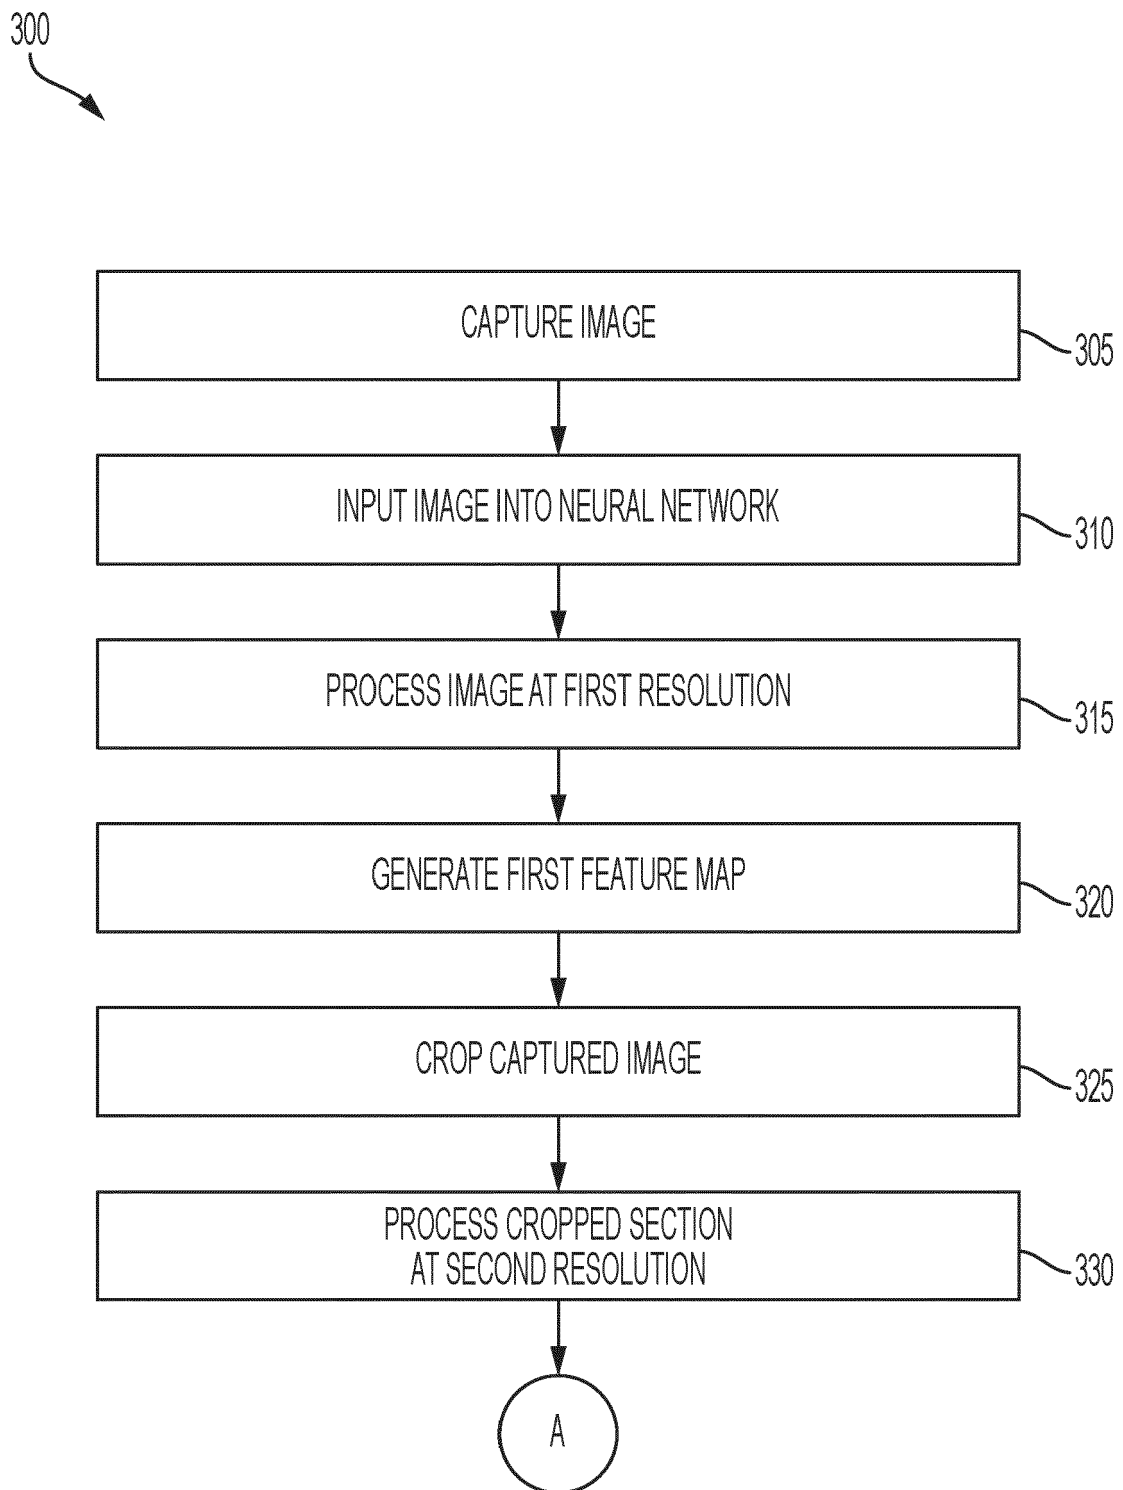 300
CAPTURE IMAGE
305
INPUT IMAGE INTO NEURAL NETWORK
310
PROCESS IMAGE AT FIRST RESOLUTION
315
GENERATE FIRST FEATURE MAP
320
CROP CAPTURED IMAGE
325
PROCESS CROPPED SECTION
AT SECOND RESOLUTION
330
A